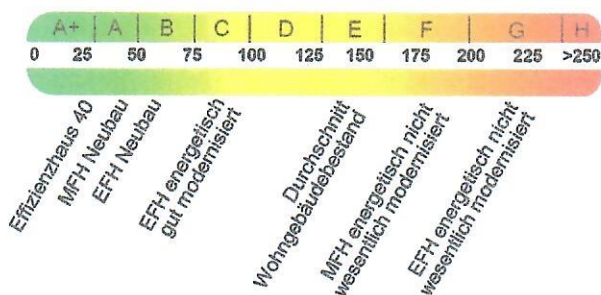 A+ A B C D E F G H
0 25 50 75 100 125 150 175 200 225 >250
Effizienzhaus 40
MFH Neubau
EFH Neubau
EFH energetisch
gut modernisiert
Durchschnitt
Wohngebäudebestand
MFH energetisch nicht
wesentlich modernisiert
EFH energetisch nicht
wesentlich modernisiert